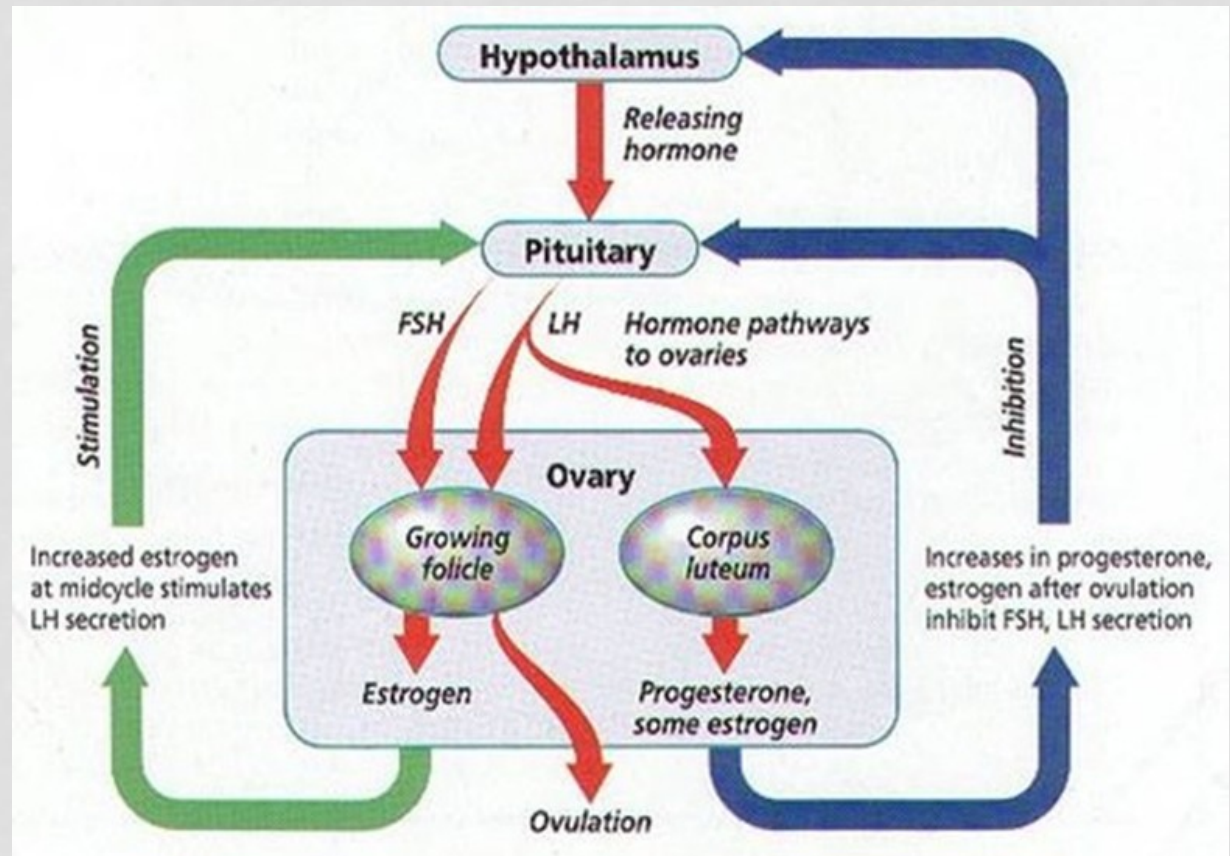 Hypothalamus
Releasing
hormone
Pituitary
FSH
LH
Hormone pathways
to ovaries
Stimulation
Inhibition
Ovary
Growing
folicle
Corpus
luteum
Increased estrogen
at midcycle stimulates
LH secretion
Increases in progesterone,
estrogen after ovulation
inhibit FSH, LH secretion
Estrogen
Progesterone,
some estrogen
Ovulation